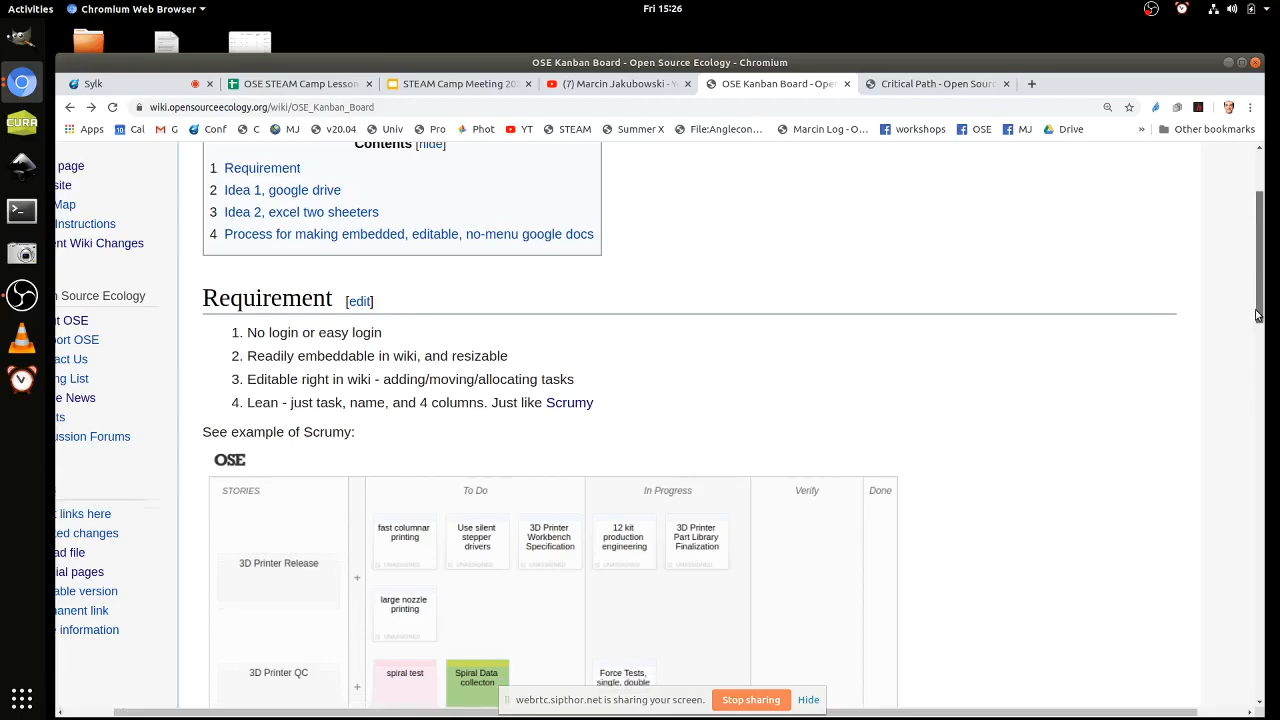 Activities
Chromium Web Browser
Fri 15:26
OSE Kanban Board - Open Source Ecology - Chromium
Sylk
OSE STEAM Camp Lesson
STEAM Camp Meeting 202
(7) Marcin Jakubowski - Y
OSE Kanban Board - Open
Critical Path - Open Source
wiki.opensourceecology.org/wiki/OSE_Kanban_Board
Apps
Cal
G
Conf
C
MJ
v20.04
Univ
Pro
Phot
YT
STEAM
Summer X
File:Anglecon...
Marcin Log - O...
workshops
OSE
MJ
Drive
»
Other bookmarks
page
site
Map
Instructions
nt Wiki Changes
n Source Ecology
t OSE
port OSE
act Us
ng List
e News
ts
ussion Forums
links here
ed changes
ad file
ial pages
able version
anent link
information
Contents [hide]
1 Requirement
2 Idea 1, google drive
3 Idea 2, excel two sheeters
4 Process for making embedded, editable, no-menu google docs
Requirement [edit]
1. No login or easy login
2. Readily embeddable in wiki, and resizable
3. Editable right in wiki - adding/moving/allocating tasks
4. Lean - just task, name, and 4 columns. Just like Scrumy
See example of Scrumy:
OSE
STORIES
To Do
In Progress
Verify
Done
3D Printer Release
+
fast columnar
printing
UNASSIGNED
Use silent
stepper
drivers
UNASSIGNED
3D Printer
Workbench
Specification
UNASSIGNED
12 kit
production
engineering
UNASSIGNED
3D Printer
Part Library
Finalization
UNASSIGNED
large nozzle
printing
UNASSIGNED
3D Printer QC
+
spiral test
Spiral Data
collecton
Force Tests,
single, double
webrtc.sipthor.net is sharing your screen.
Stop sharing
Hide
CURA